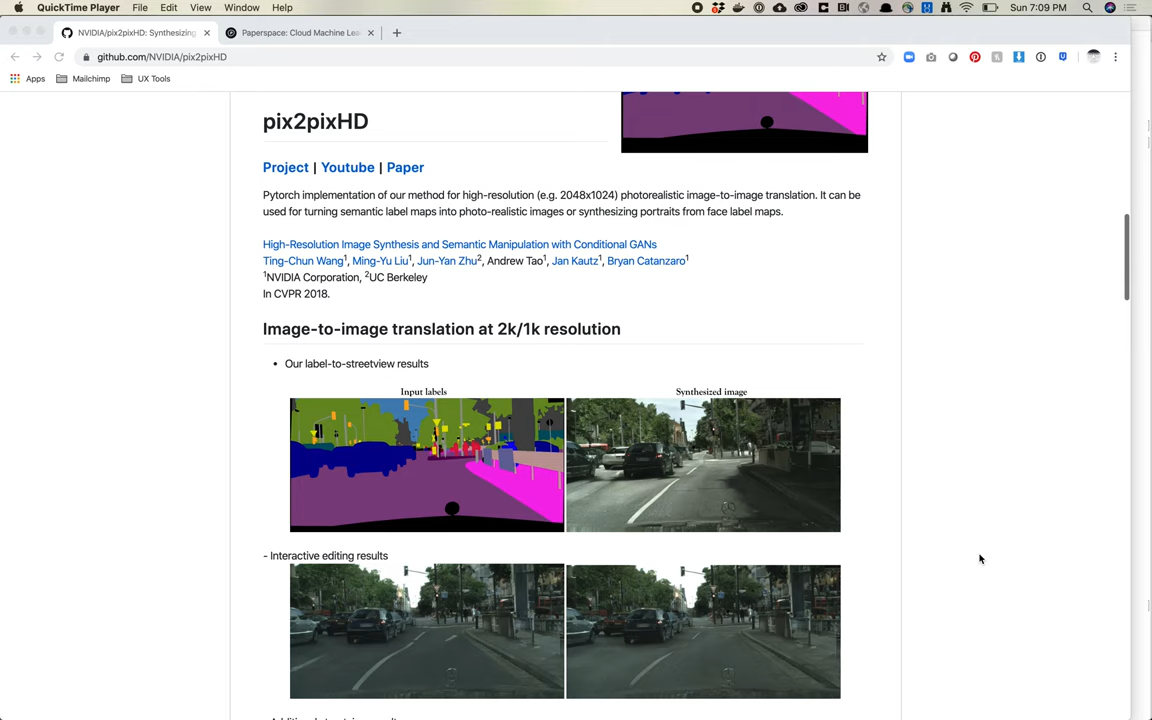 QuickTime Player File Edit View Window Help Sun 7:09 PM
NVIDIA/pix2pixHD: Synthesizing Paperspace: Cloud Machine Lea
github.com/NVIDIA/pix2pixHD
Apps Mailchimp UX Tools
pix2pixHD
Project | Youtube | Paper
Pytorch implementation of our method for high-resolution (e.g. 2048x1024) photorealistic image-to-image translation. It can be
used for turning semantic label maps into photo-realistic images or synthesizing portraits from face label maps.
High-Resolution Image Synthesis and Semantic Manipulation with Conditional GANs
Ting-Chun Wang1, Ming-Yu Liu1, Jun-Yan Zhu2, Andrew Tao1, Jan Kautz1, Bryan Catanzaro1
1NVIDIA Corporation, 2UC Berkeley
In CVPR 2018.
Image-to-image translation at 2k/1k resolution
• Our label-to-streetview results
Input labels Synthesized image
- Interactive editing results